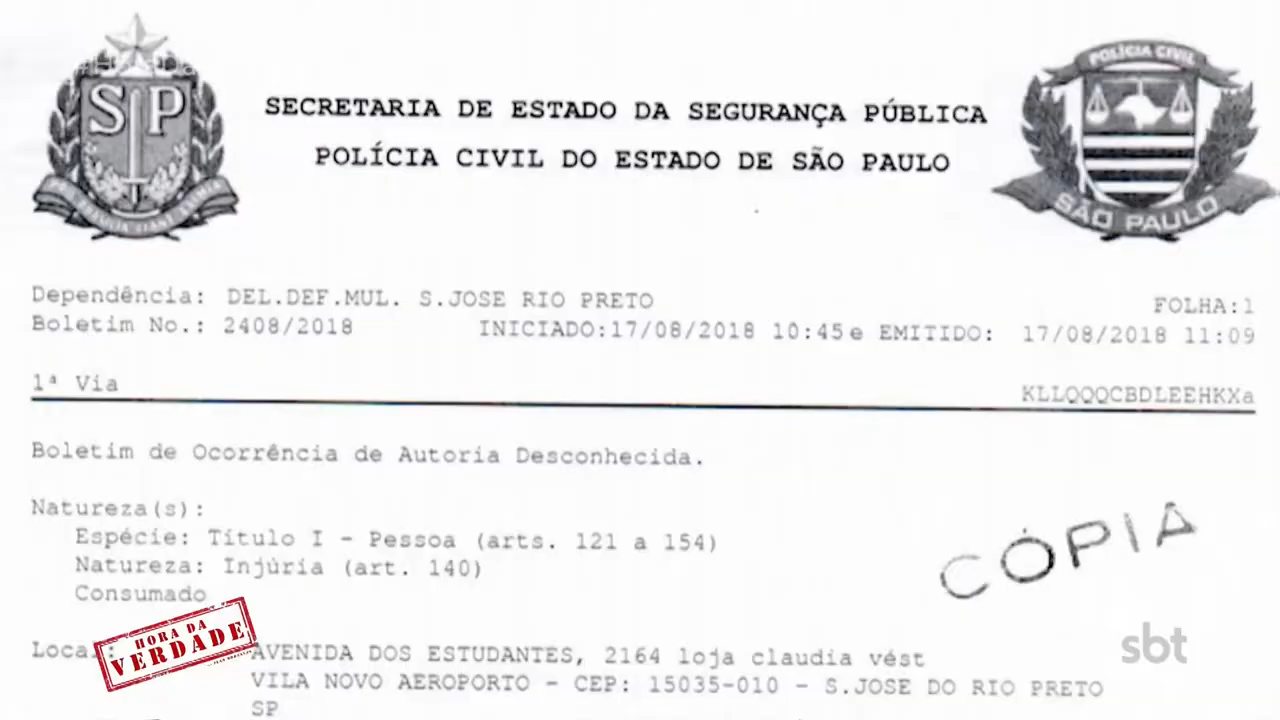 SP
POLÍCIA CIVIL
SÃO PAULO
SECRETARIA DE ESTADO DA SEGURANÇA PÚBLICA
POLÍCIA CIVIL DO ESTADO DE SÃO PAULO
Dependência: DEL.DEF.MUL. S.JOSE RIO PRETO
FOLHA:1
Boletim No.: 2408/2018 INICIADO:17/08/2018 10:45 e EMITIDO: 17/08/2018 11:09
1ª Via KLLQQQCBDLEEHKXa
Boletim de Ocorrência de Autoria Desconhecida.
Natureza(s):
Espécie: Título I - Pessoa (arts. 121 a 154)
Natureza: Injúria (art. 140)
Consumado
CÓPIA
HORA DA
VERDADE
sbt
Local: AVENIDA DOS ESTUDANTES, 2164 loja claudia vést
VILA NOVO AEROPORTO - CEP: 15035-010 - S.JOSE DO RIO PRETO
SP